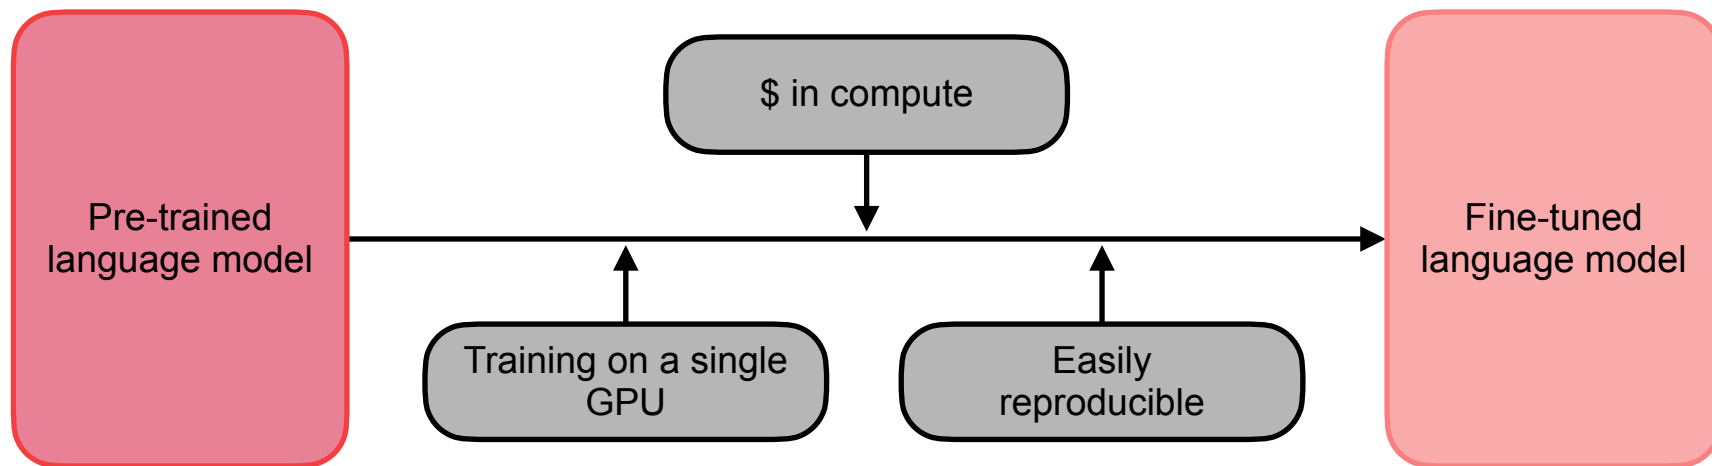 $ in compute
Pre-trained
language model
Fine-tuned
language model
Training on a single
GPU
Easily
reproducible